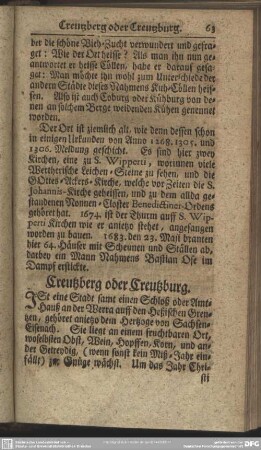 Creutzberg oder Creutzburg. 63
ber die schöne Vieh-Zucht verwundert und gefra-
get: Wie der Ort heisse? Als man ihn nun ge-
antwortet er heisse Cöllen, habe er darauf gesa-
get: Man möchte ihn wohl zum Unterschiede der
andern Städte dieses Nahmens Kuh-Cöllen heis-
sen. Also ist auch Coburg oder Kühburg von de-
nen an solchem Berge weidenden Kühen genennet
worden.
Der Ort ist ziemlich alt, wie denn dessen schon
in einigen Urkunden von Anno 1268. 1305. und
1306. Meldung geschicht. Es sind hier zwey
Kirchen, eine zu S. Wipperti, worinnen viele
Wertherische Leichen-Steine zu sehen, und die
GOttes-Ackers-Kirche, welche vor Zeiten die S.
Johannis-Kirche geheissen, und zu dem allda ge-
standenen Nonnen-Closter Benedictiner-Ordens
gehöret hat. 1674. ist der Thurm auff S. Wip-
perti Kirchen wie er anietzo stehet, angefangen
worden zu bauen. 1683. den 23. Maji branten
hier 64. Häuser mit Scheunen und Ställen ab,
darbey ein Mann Nahmens Bastian Ose im
Dampf erstickte.
Creutzberg oder Creutzburg.
ISt eine Stadt samt einen Schloß oder Amt-
Hauß an der Werra auff den Heßischen Gren-
tzen, gehöret anietzo dem Hertzoge von Sachsen-
Eisenach. Sie liegt an einem fruchtbaren Ort,
woselbsten Obst, Wein, Hopffen, Korn, und an-
der Getreydig, (wenn sonst kein Miß-Jahr ein-
fällt) zur Gnüge wächst. Um das Jahr Chri-
sti